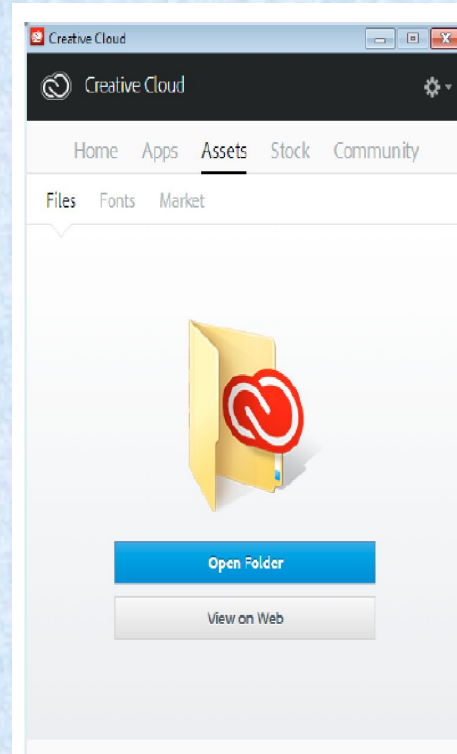 Creative Cloud
Creative Cloud
Home Apps Assets Stock Community
Files Fonts Market
Open Folder
View on Web